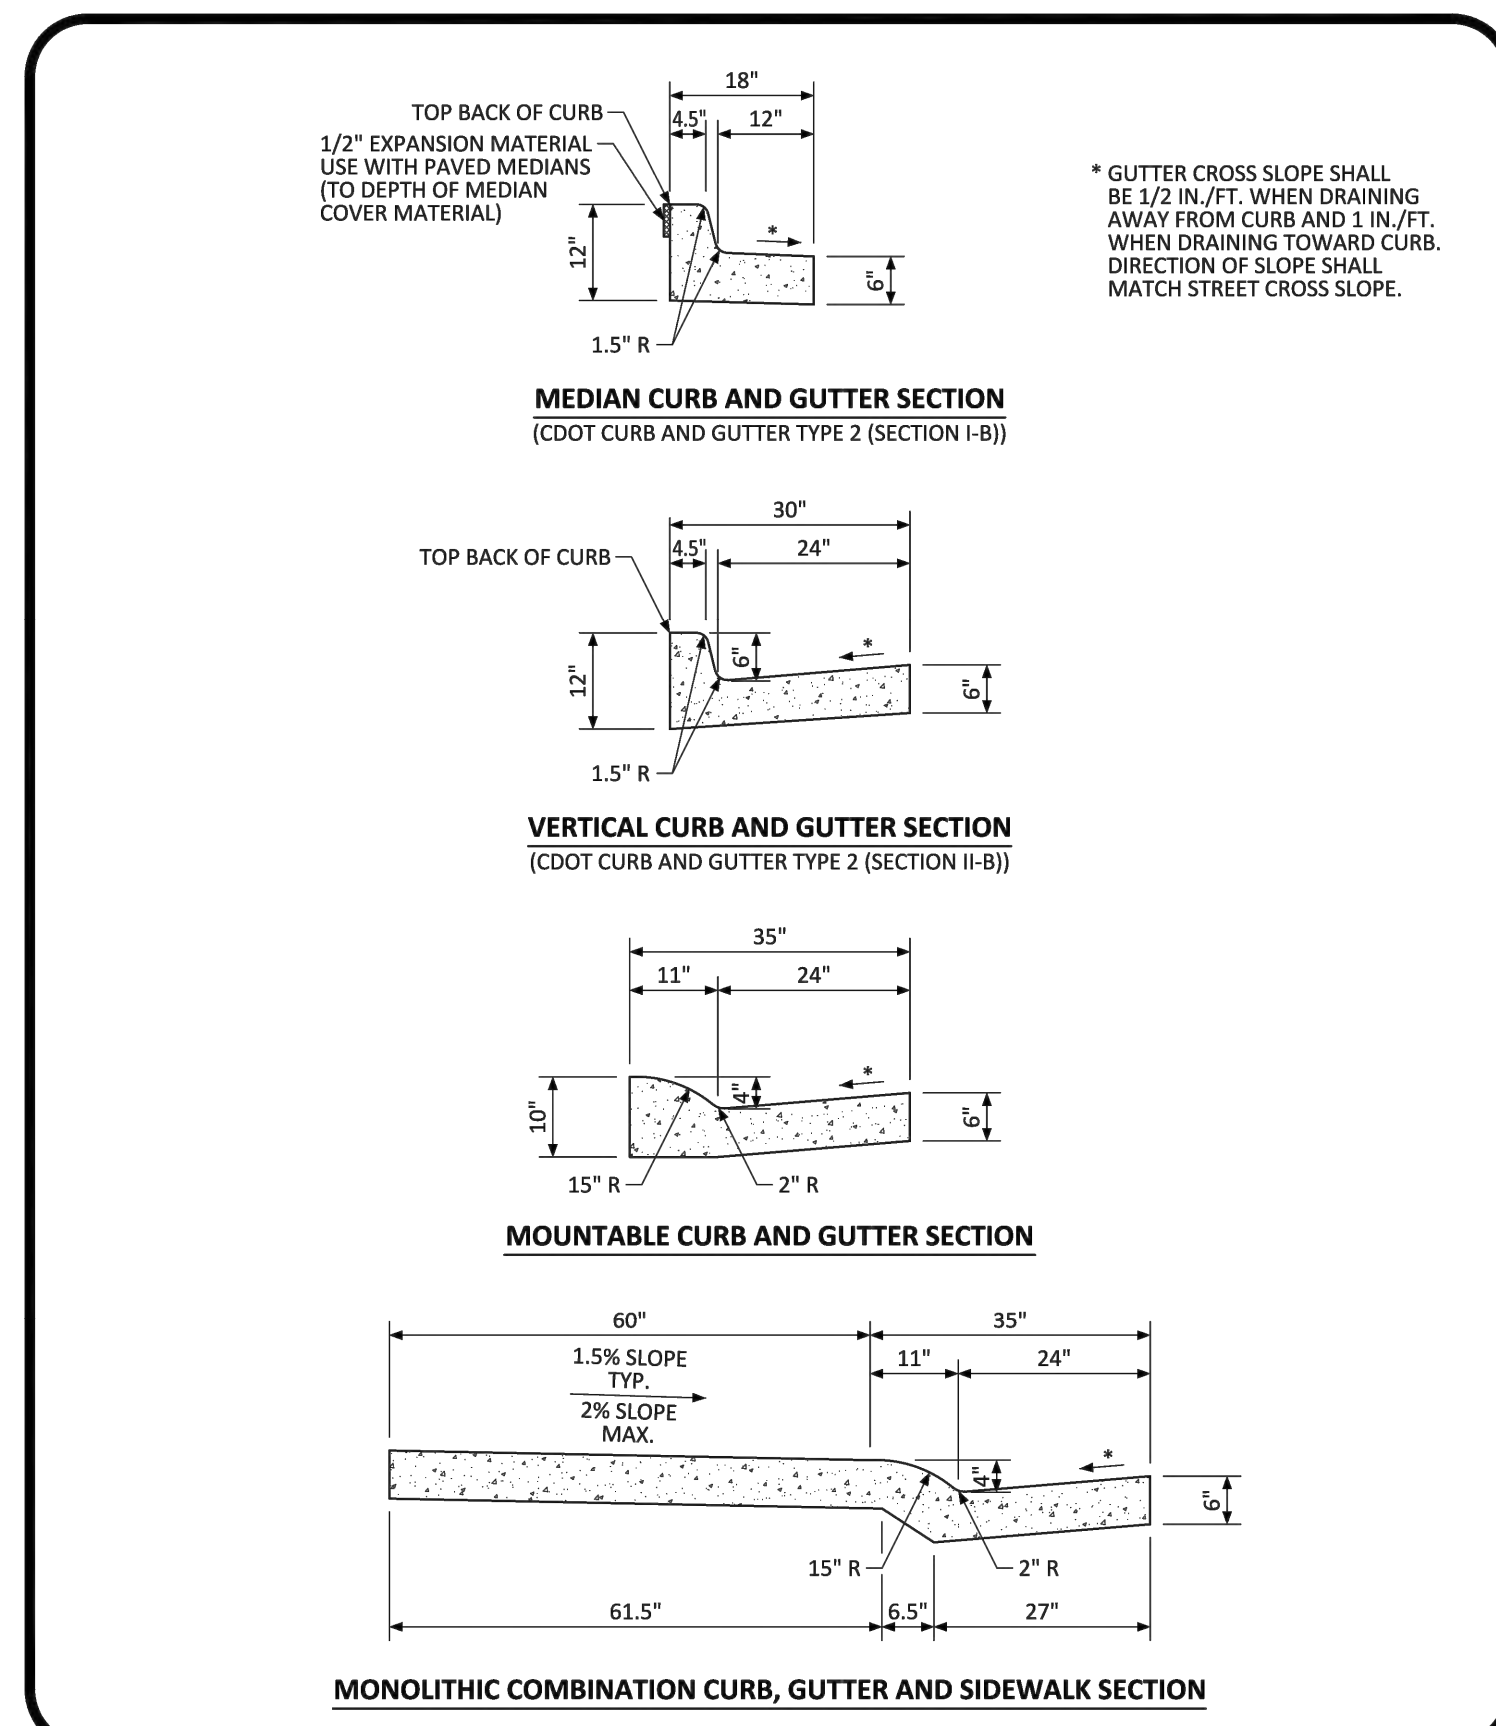 18"
TOP BACK OF CURB
4.5"
12"
1/2" EXPANSION MATERIAL
USE WITH PAVED MEDIANS
(TO DEPTH OF MEDIAN
COVER MATERIAL)
* GUTTER CROSS SLOPE SHALL
BE 1/2 IN./FT. WHEN DRAINING
AWAY FROM CURB AND 1 IN./FT.
WHEN DRAINING TOWARD CURB.
DIRECTION OF SLOPE SHALL
MATCH STREET CROSS SLOPE.
*
12"
6"
1.5" R
MEDIAN CURB AND GUTTER SECTION
(CDOT CURB AND GUTTER TYPE 2 (SECTION I-B))
30"
4.5"
24"
TOP BACK OF CURB
*
12"
6"
6"
1.5" R
VERTICAL CURB AND GUTTER SECTION
(CDOT CURB AND GUTTER TYPE 2 (SECTION II-B))
35"
11"
24"
*
10"
4"
6"
15" R
2" R
MOUNTABLE CURB AND GUTTER SECTION
60"
35"
1.5% SLOPE
TYP.
2% SLOPE
MAX.
11"
24"
*
4"
6"
15" R
2" R
61.5"
6.5"
27"
MONOLITHIC COMBINATION CURB, GUTTER AND SIDEWALK SECTION